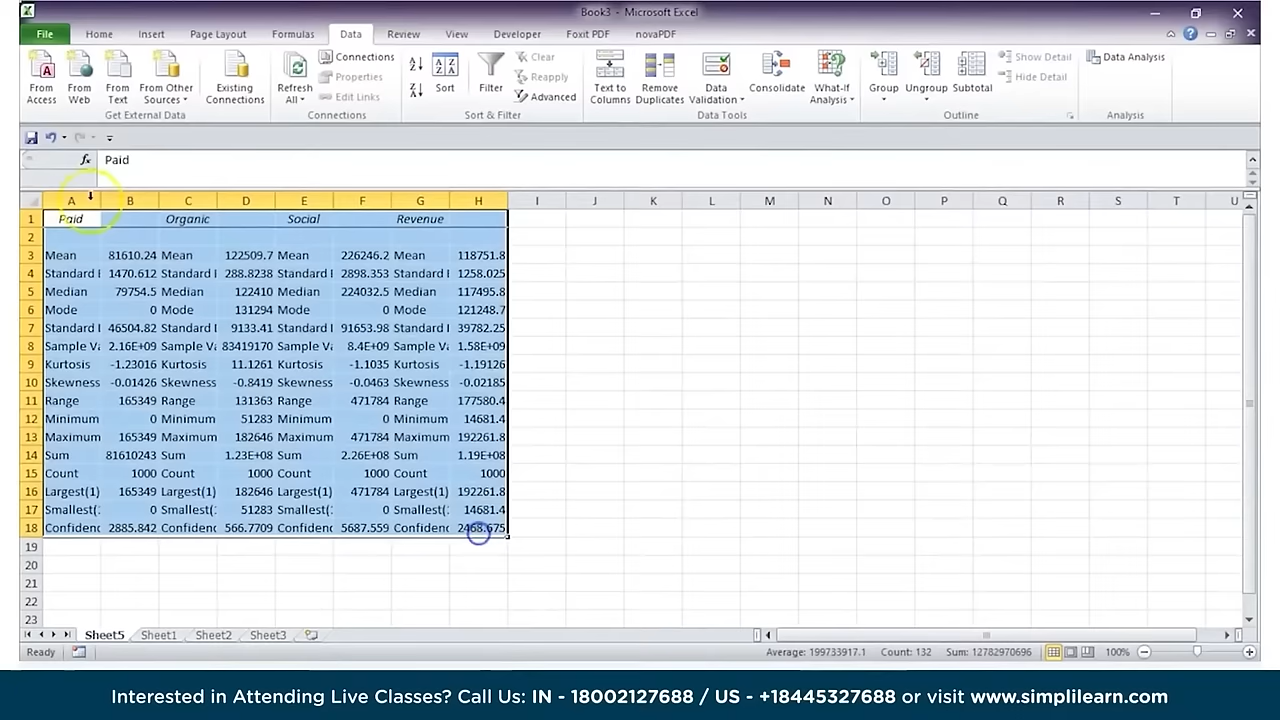 Book3 - Microsoft Excel
File Home Insert Page Layout Formulas Data Review View Developer Foxit PDF novaPDF
From Access From Web From Text From Other Sources Existing Connections
Get External Data
Refresh All Connections Properties Edit Links
Connections
Sort Filter Clear Reapply Advanced
Sort & Filter
Text to Columns Remove Duplicates Data Validation Consolidate What-If Analysis
Data Tools
Group Ungroup Subtotal Show Detail Hide Detail
Outline
Data Analysis
Analysis
fx Paid
A B C D E F G H I J K L M N O P Q R S T U
1 Paid Organic Social Revenue
2
3 Mean 81610.24 Mean 122509.7 Mean 226246.2 Mean 118751.8
4 Standard E 1470.612 Standard E 288.8238 Standard E 2898.353 Standard E 1258.025
5 Median 79754.5 Median 122410 Median 224032.5 Median 117495.8
6 Mode 0 Mode 131294 Mode 0 Mode 121248.7
7 Standard D 46504.82 Standard D 9133.41 Standard D 91653.98 Standard D 39782.25
8 Sample Va 2.16E+09 Sample Va 83419170 Sample Va 8.4E+09 Sample Va 1.58E+09
9 Kurtosis -1.23016 Kurtosis 11.1261 Kurtosis -1.1035 Kurtosis -1.19126
10 Skewness -0.01426 Skewness -0.8419 Skewness -0.0463 Skewness -0.02185
11 Range 165349 Range 131363 Range 471784 Range 177580.4
12 Minimum 0 Minimum 51283 Minimum 0 Minimum 14681.4
13 Maximum 165349 Maximum 182646 Maximum 471784 Maximum 192261.8
14 Sum 81610243 Sum 1.23E+08 Sum 2.26E+08 Sum 1.19E+08
15 Count 1000 Count 1000 Count 1000 Count 1000
16 Largest(1) 165349 Largest(1) 182646 Largest(1) 471784 Largest(1) 192261.8
17 Smallest( 0 Smallest( 51283 Smallest( 0 Smallest( 14681.4
18 Confidenc 2885.842 Confidenc 566.7709 Confidenc 5687.559 Confidenc 2468.675
19
20
21
22
23
Sheet5 Sheet1 Sheet2 Sheet3
Ready Average: 199733917.1 Count: 132 Sum: 12782970696 100%
Interested in Attending Live Classes? Call Us: IN - 18002127688 / US - +18445327688 or visit www.simplilearn.com